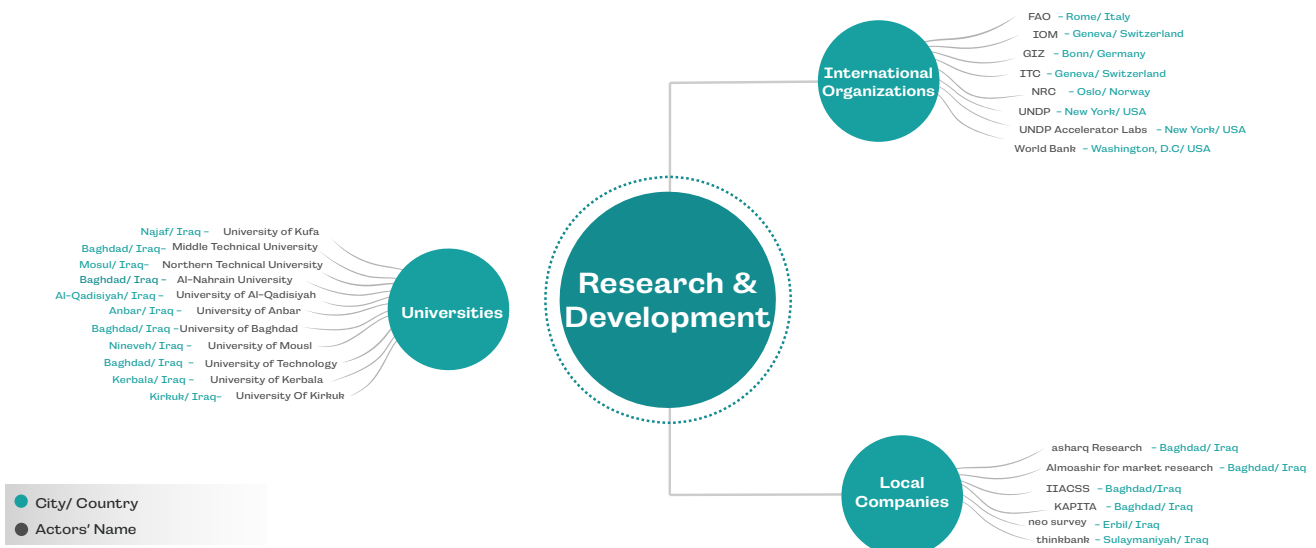 FAO - Rome/ Italy
IOM - Geneva/ Switzerland
GIZ - Bonn/ Germany
ITC - Geneva/ Switzerland
NRC - Oslo/ Norway
UNDP - New York/ USA
UNDP Accelerator Labs - New York/ USA
World Bank - Washington, D.C/ USA
International
Organizations
Najaf/ Iraq - University of Kufa
Baghdad/ Iraq- Middle Technical University
Mosul/ Iraq- Northern Technical University
Baghdad/ Iraq - Al-Nahrain University
Al-Qadisiyah/ Iraq - University of Al-Qadisiyah
Anbar/ Iraq - University of Anbar
Baghdad/ Iraq -University of Baghdad
Nineveh/ Iraq - University of Mousl
Baghdad/ Iraq - University of Technology
Kerbala/ Iraq - University of Kerbala
Kirkuk/ Iraq- University Of Kirkuk
Universities
Research &
Development
Local
Companies
asharq Research - Baghdad/ Iraq
Almoashir for market research - Baghdad/ Iraq
IIACSS - Baghdad/Iraq
KAPITA - Baghdad/ Iraq
neo survey - Erbil/ Iraq
thinkbank - Sulaymaniyah/ Iraq
City/ Country
Actors' Name